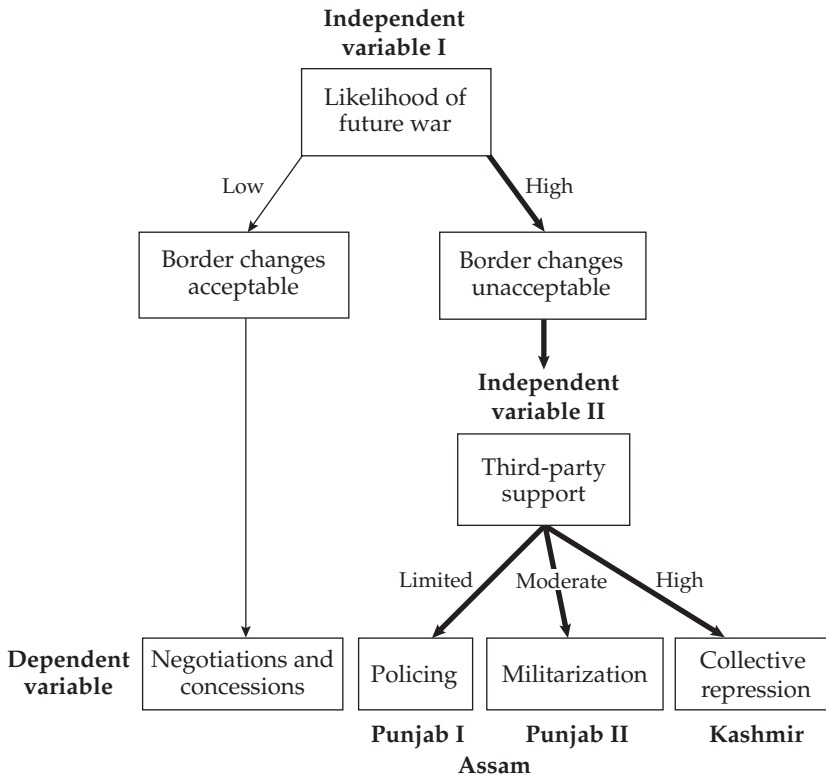 Independent
variable I
Likelihood of
future war
Low
High
Border changes
acceptable
Border changes
unacceptable
Independent
variable II
Third-party
support
Limited
Moderate
High
Dependent
variable
Negotiations and
concessions
Policing
Militarization
Collective
repression
Punjab I
Punjab II
Kashmir
Assam